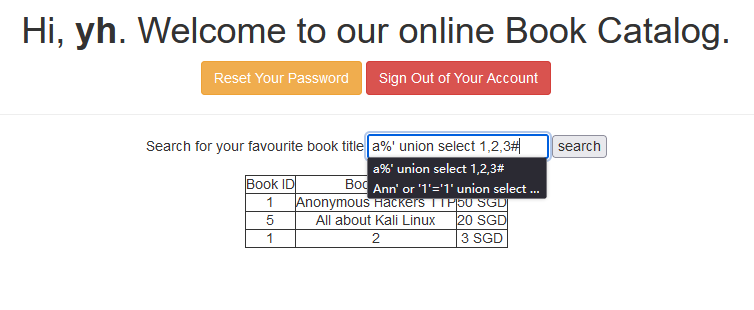 Hi, yh. Welcome to our online Book Catalog.
Reset Your Password Sign Out of Your Account
Search for your favourite book title a%' union select 1,2,3# search
a%' union select 1,2,3#
Ann' or '1'='1' union select ...
Book ID Boo
1 Anonymous Hackers TTP 50 SGD
5 All about Kali Linux 20 SGD
1 2 3 SGD